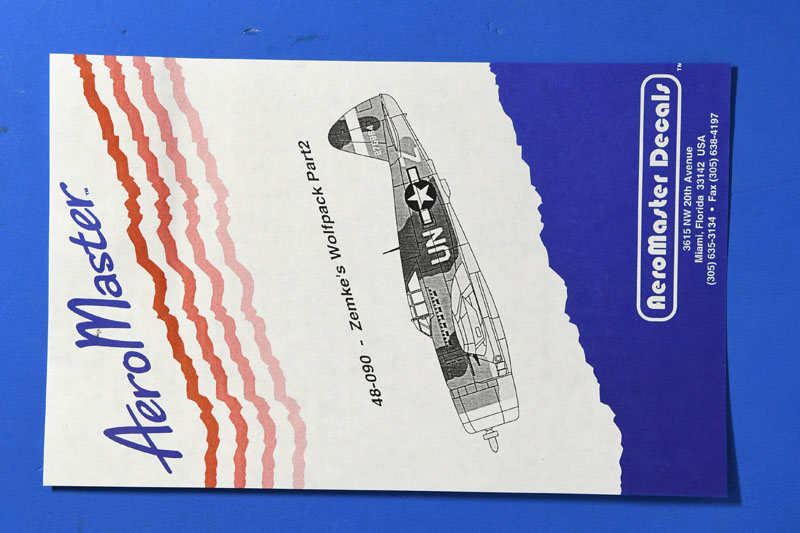 AeroMaster™
48-090 - Zemke's Wolfpack Part2
UN
Z
AeroMaster Decals™
3615 NW 20th Avenue
Miami, Florida 33142 USA
(305) 635-3134 • Fax (305) 638-4197